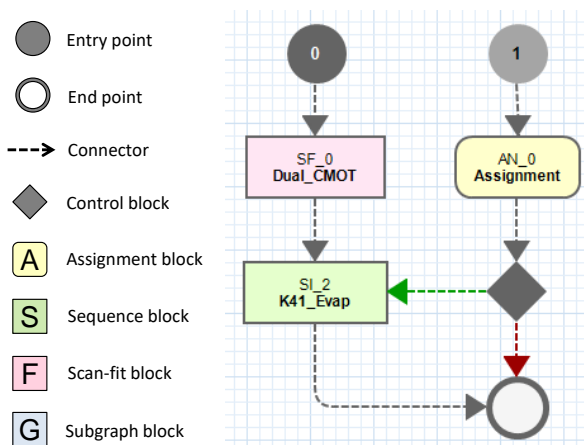 Entry point
End point
Connector
Control block
A
Assignment block
S
Sequence block
F
Scan-fit block
G
Subgraph block
0
1
SF_0
Dual_CMOT
AN_0
Assignment
SI_2
K41_Evap